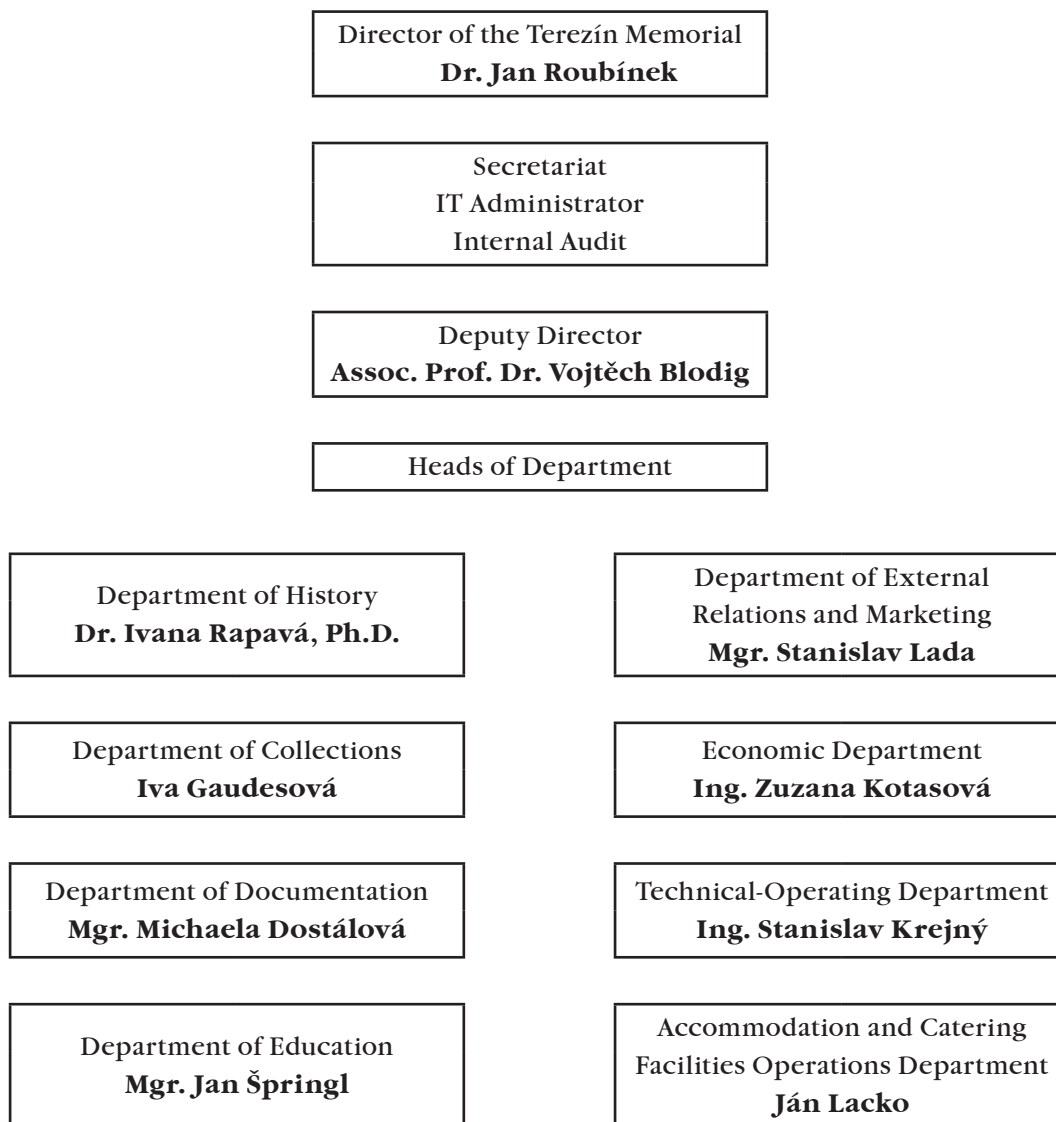 Director of the Terezín Memorial
Dr. Jan Roubínek
Secretariat
IT Administrator
Internal Audit
Deputy Director
Assoc. Prof. Dr. Vojtěch Blodig
Heads of Department
Department of History
Dr. Ivana Rapavá, Ph.D.
Department of External
Relations and Marketing
Mgr. Stanislav Lada
Department of Collections
Iva Gaudesová
Economic Department
Ing. Zuzana Kotasová
Department of Documentation
Mgr. Michaela Dostálová
Technical-Operating Department
Ing. Stanislav Krejný
Department of Education
Mgr. Jan Špringl
Accommodation and Catering
Facilities Operations Department
Ján Lacko